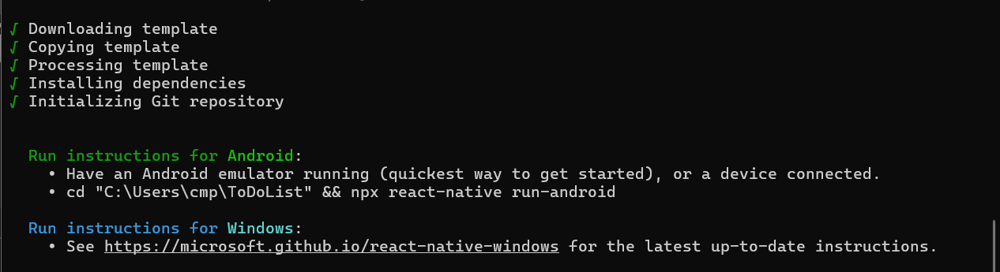 √ Downloading template
√ Copying template
√ Processing template
√ Installing dependencies
√ Initializing Git repository
Run instructions for Android:
• Have an Android emulator running (quickest way to get started), or a device connected.
• cd "C:\Users\cmp\ToDoList" && npx react-native run-android
Run instructions for Windows:
• See https://microsoft.github.io/react-native-windows for the latest up-to-date instructions.